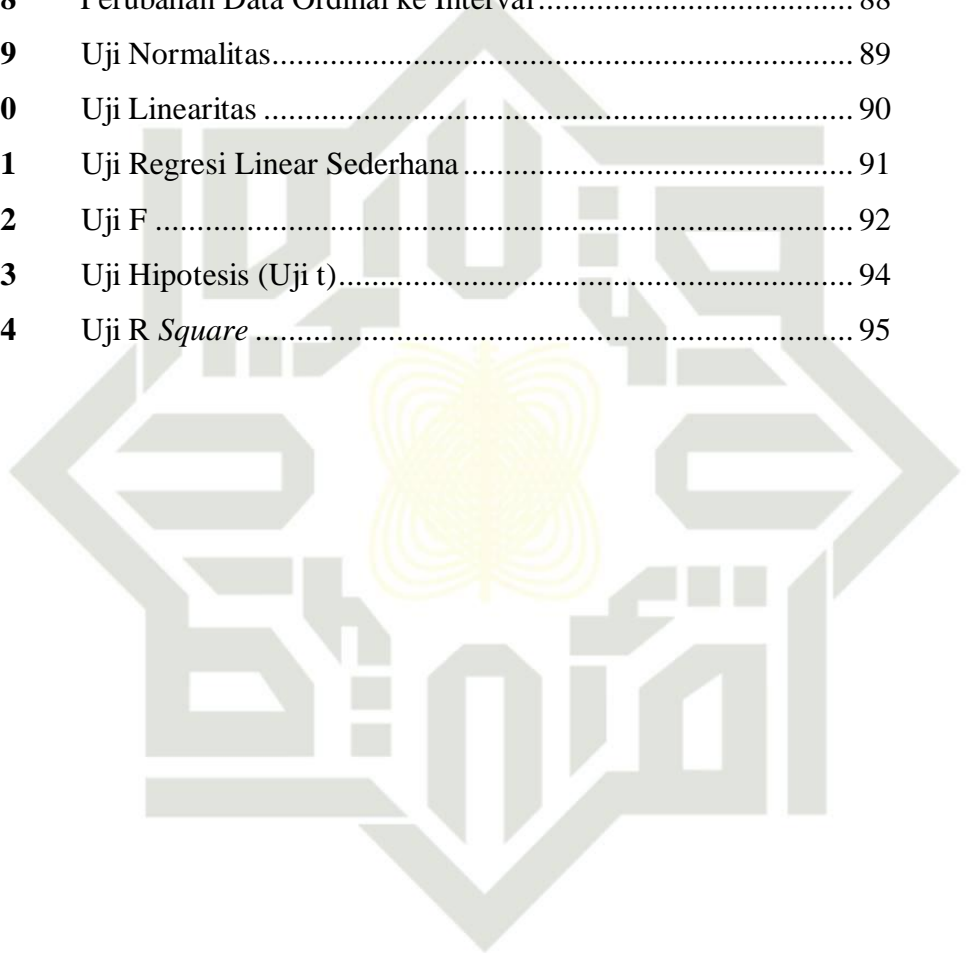 8 Perubahan Data Ordinal ke Interval ...................................... 88
9 Uji Normalitas...................................................................... 89
0 Uji Linearitas ....................................................................... 90
1 Uji Regresi Linear Sederhana ............................................... 91
2 Uji F .................................................................................... 92
3 Uji Hipotesis (Uji t).............................................................. 94
4 Uji R Square ........................................................................ 95